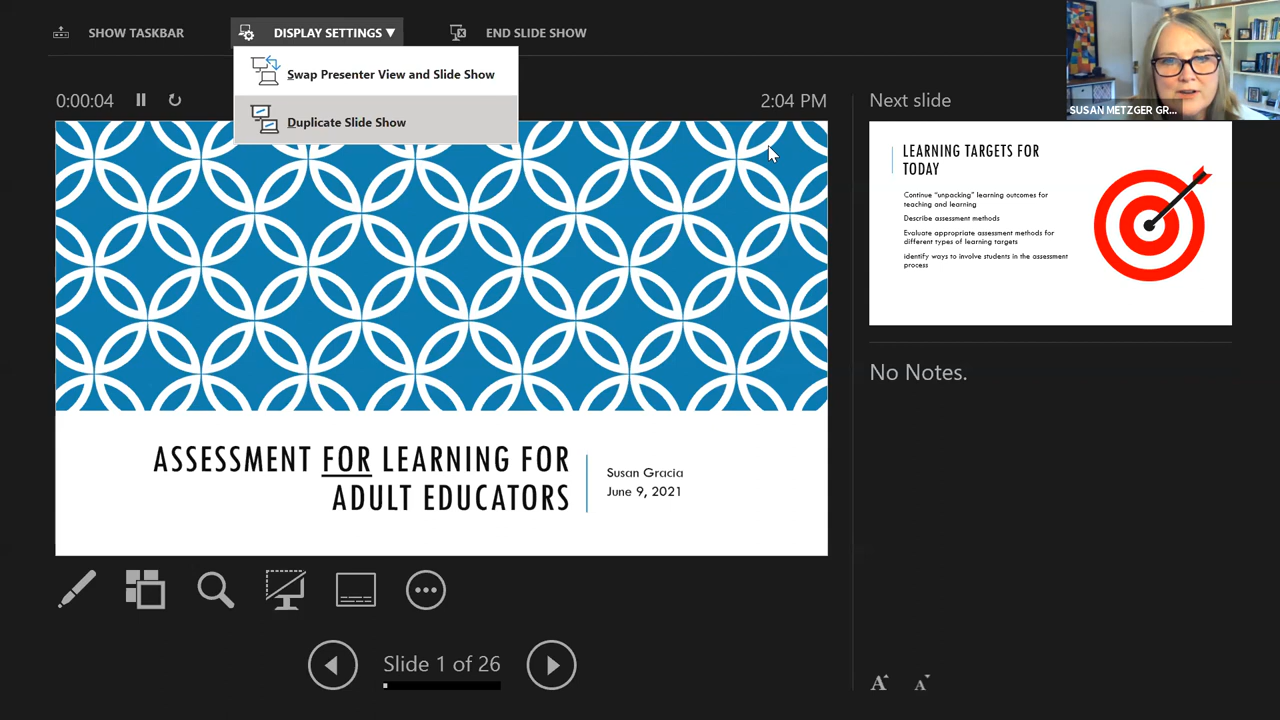 SHOW TASKBAR
DISPLAY SETTINGS ▼
END SLIDE SHOW
Swap Presenter View and Slide Show
Duplicate Slide Show
SUSAN METZGER GR...
0:00:04
2:04 PM
Next slide
LEARNING TARGETS FOR
TODAY
Continue "unpacking" learning outcomes for
teaching and learning
Describe assessment methods
Evaluate appropriate assessment methods for
different types of learning targets
identify ways to involve students in the assessment
process
No Notes.
ASSESSMENT FOR LEARNING FOR
ADULT EDUCATORS
Susan Gracia
June 9, 2021
Slide 1 of 26
A A